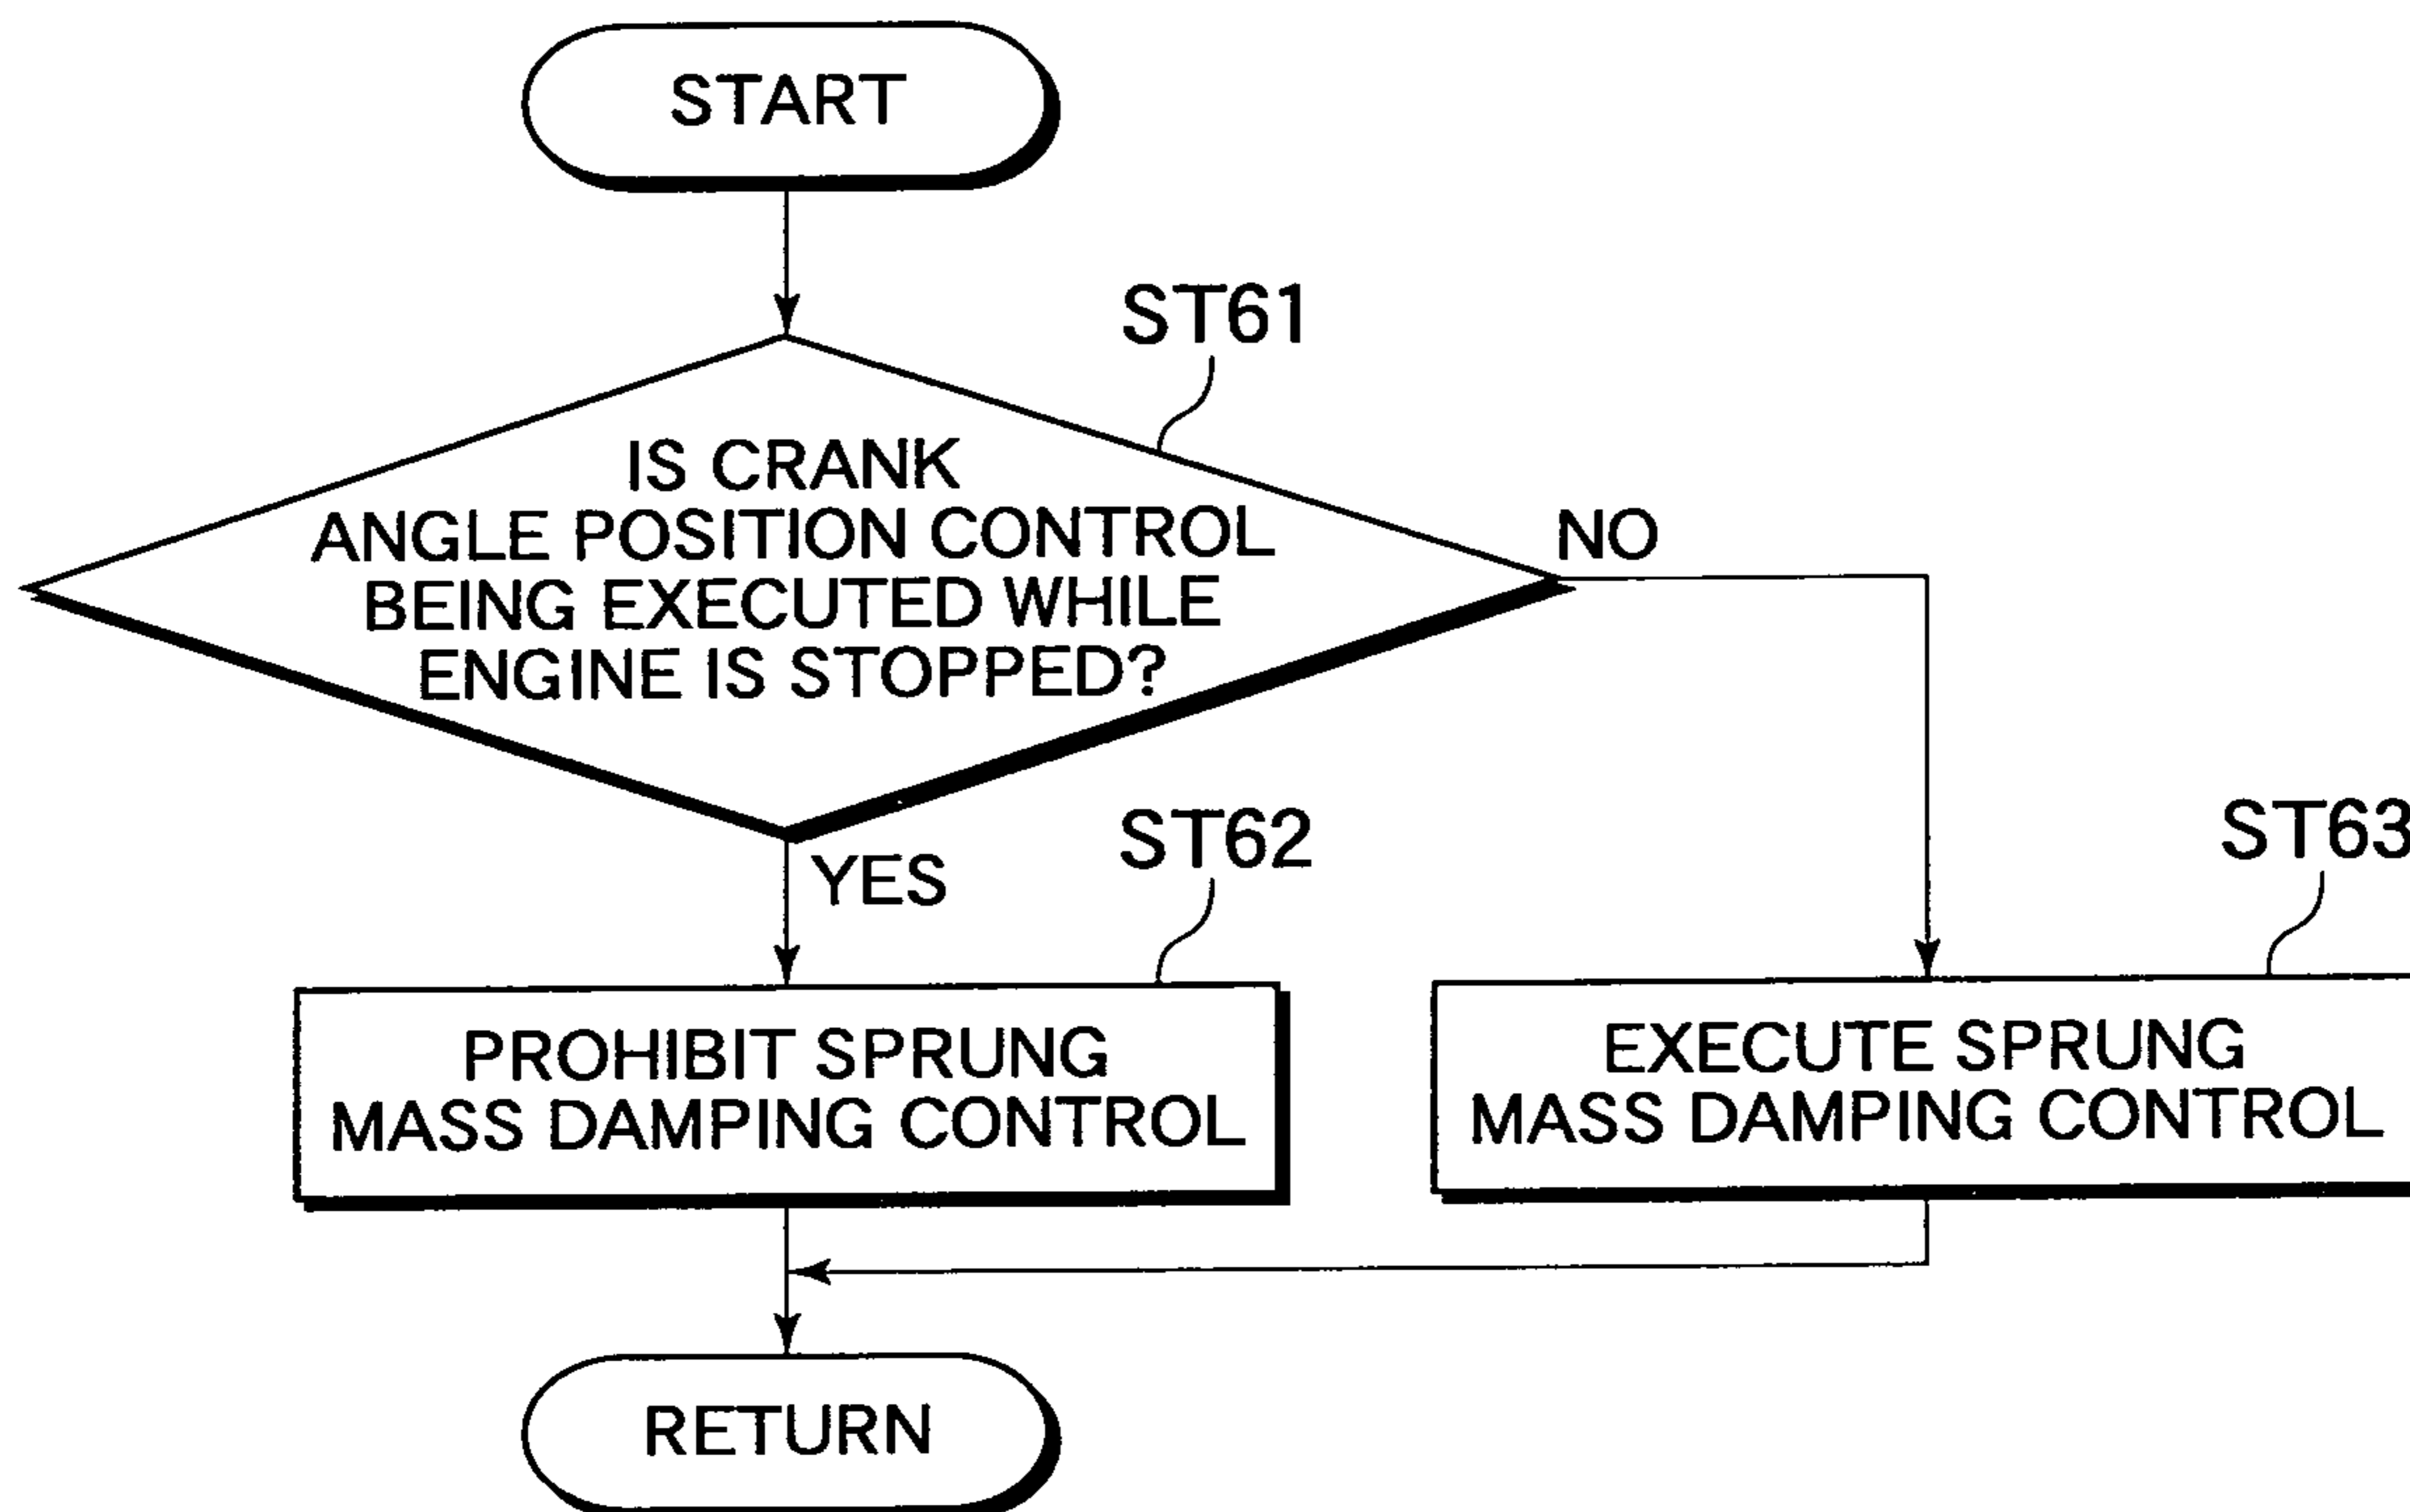 START
ST61
IS CRANK
ANGLE POSITION CONTROL
BEING EXECUTED WHILE
ENGINE IS STOPPED?
NO
YES
ST62
ST63
PROHIBIT SPRUNG
MASS DAMPING CONTROL
EXECUTE SPRUNG
MASS DAMPING CONTROL
RETURN